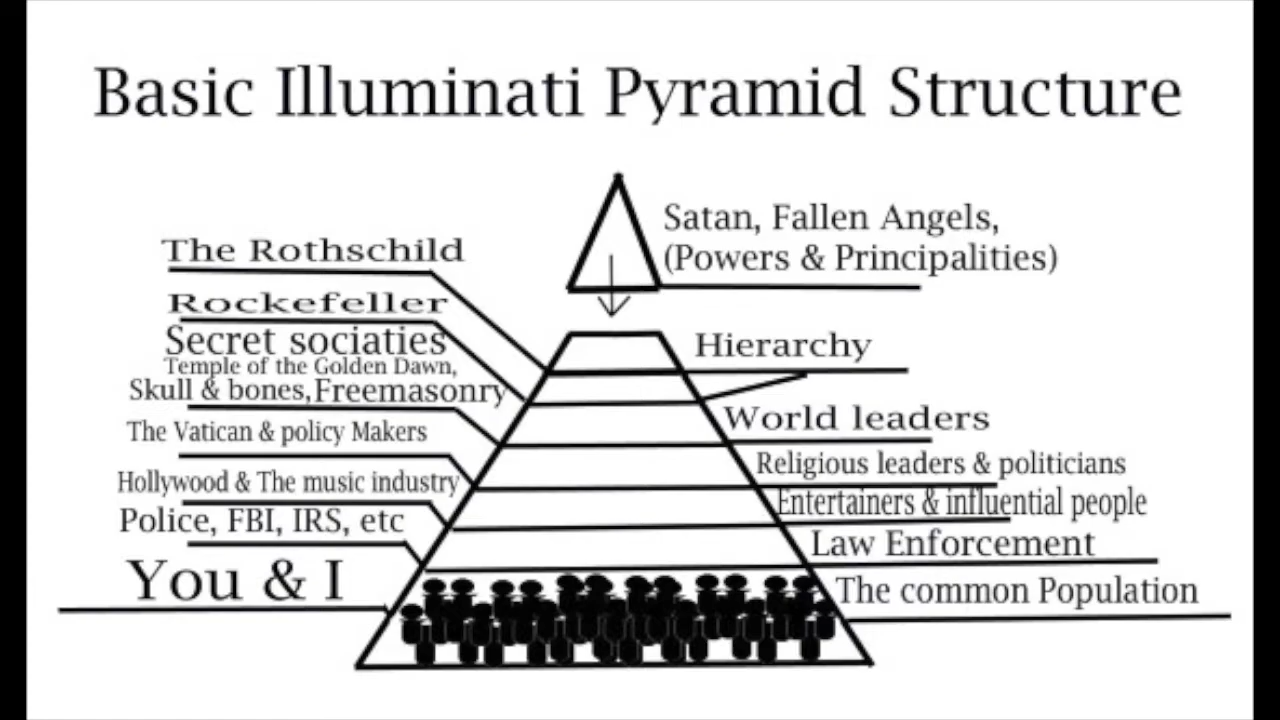 Basic Illuminati Pyramid Structure
Satan, Fallen Angels,
(Powers & Principalities)
The Rothschild
Rockefeller
Secret sociaties
Temple of the Golden Dawn,
Skull & bones,Freemasonry
The Vatican & policy Makers
Hollywood & The music industry
Police, FBI, IRS, etc
You & I
Hierarchy
World leaders
Religious leaders & politicians
Entertainers & influential people
Law Enforcement
The common Population